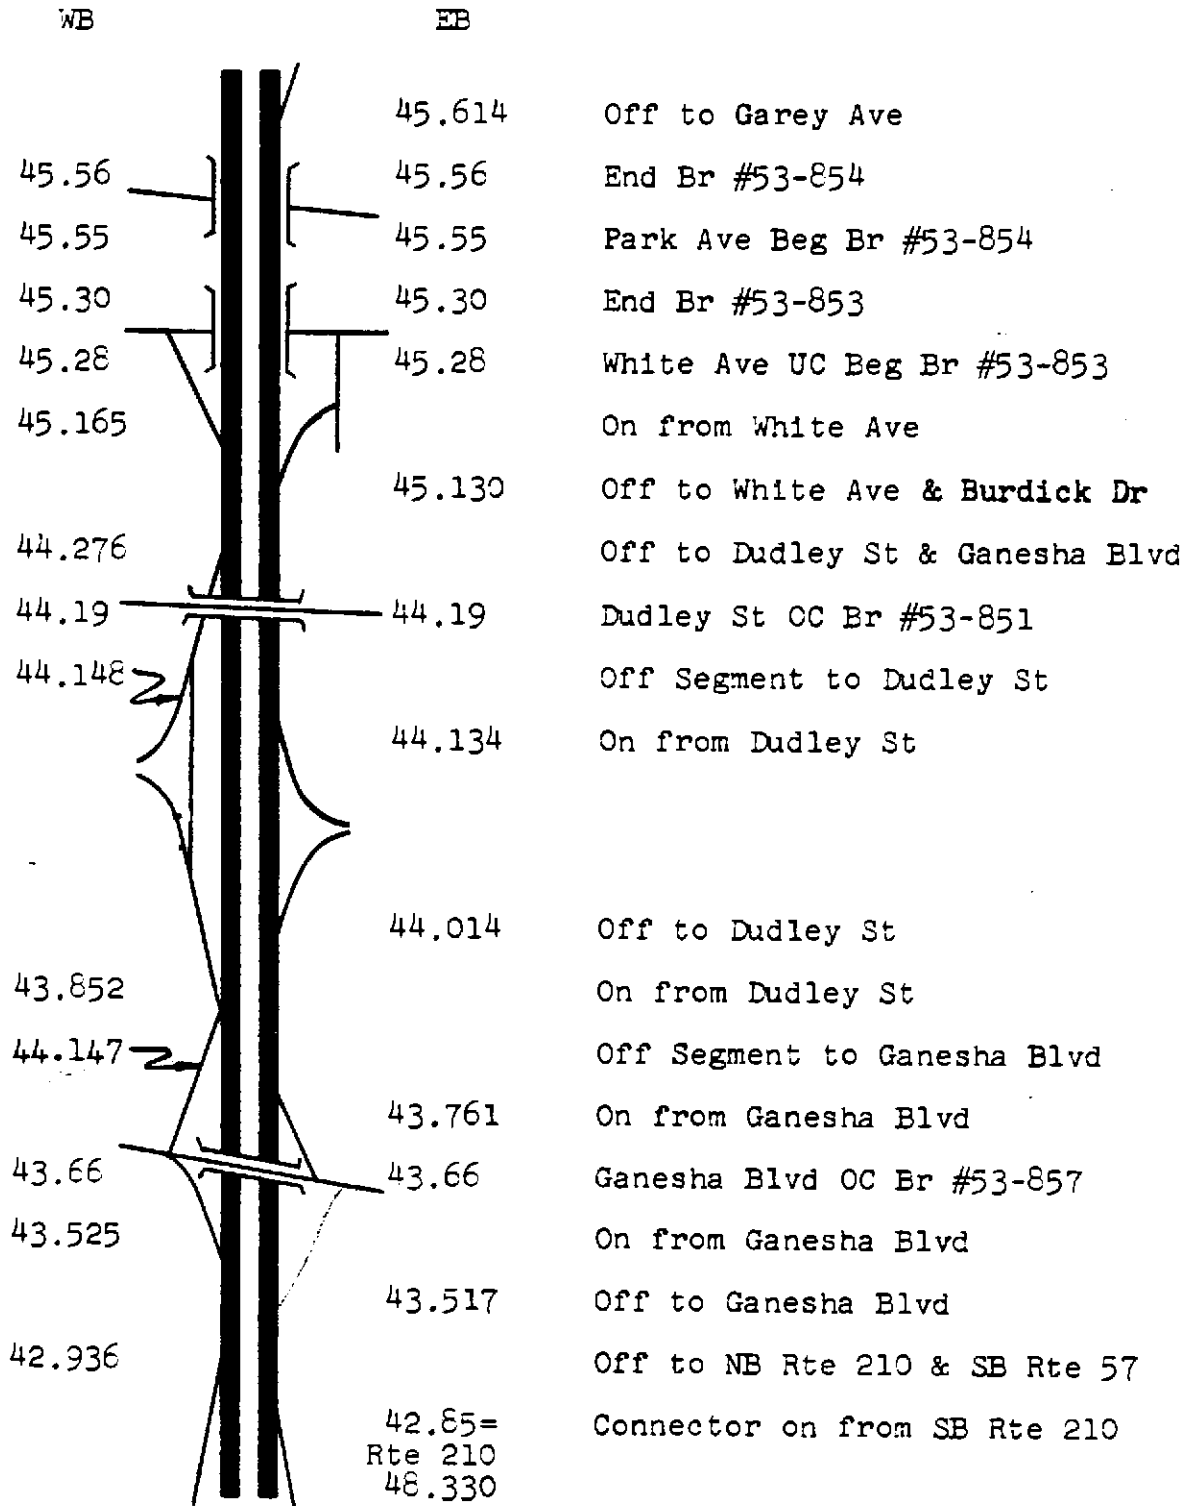 WB EB
45.614 Off to Garey Ave
45.56 45.56 End Br #53-854
45.55 45.55 Park Ave Beg Br #53-854
45.30 45.30 End Br #53-853
45.28 45.28 White Ave UC Beg Br #53-853
45.165 On from White Ave
45.130 Off to White Ave & Burdick Dr
44.276 Off to Dudley St & Ganesha Blvd
44.19 44.19 Dudley St OC Br #53-851
44.148 Off Segment to Dudley St
44.134 On from Dudley St
44.014 Off to Dudley St
43.852 On from Dudley St
44.147 Off Segment to Ganesha Blvd
43.761 On from Ganesha Blvd
43.66 43.66 Ganesha Blvd OC Br #53-857
43.525 On from Ganesha Blvd
43.517 Off to Ganesha Blvd
42.936 Off to NB Rte 210 & SB Rte 57
42.85= Connector on from SB Rte 210
Rte 210
48.330